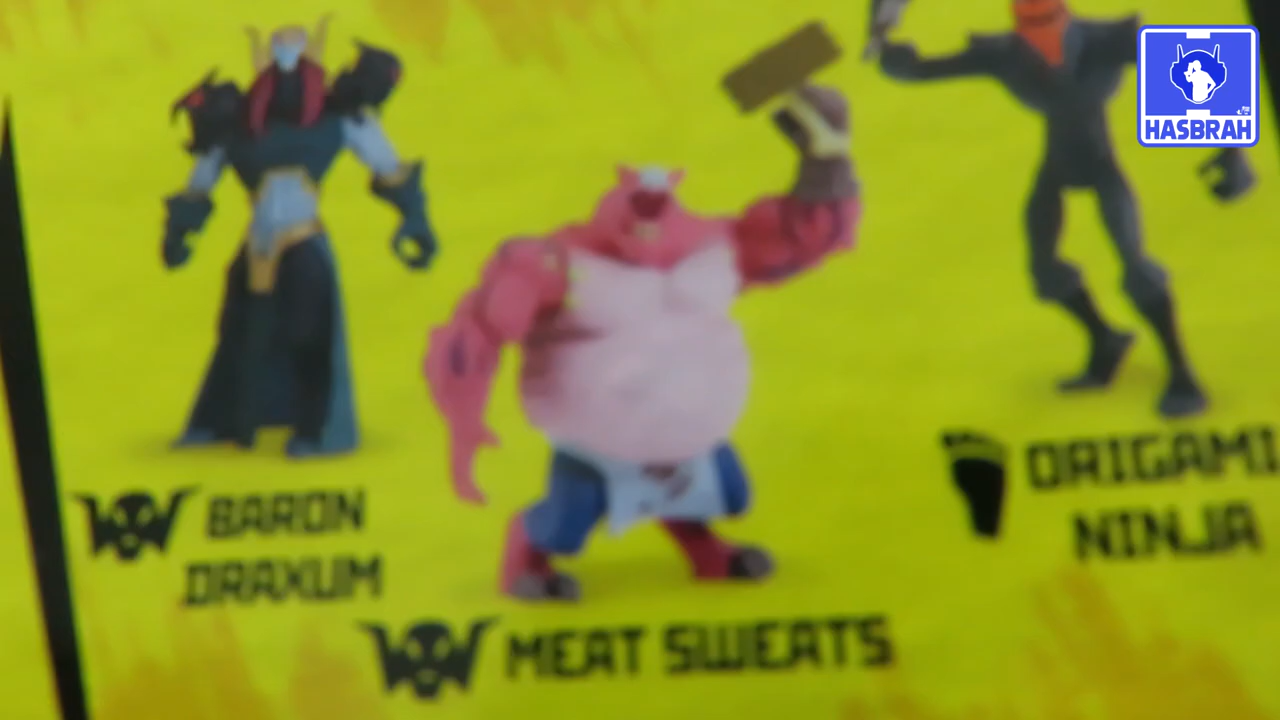 HASBRAH
BARON
DRAXUM
MEAT SWEATS
ORIGAMI
NINJA